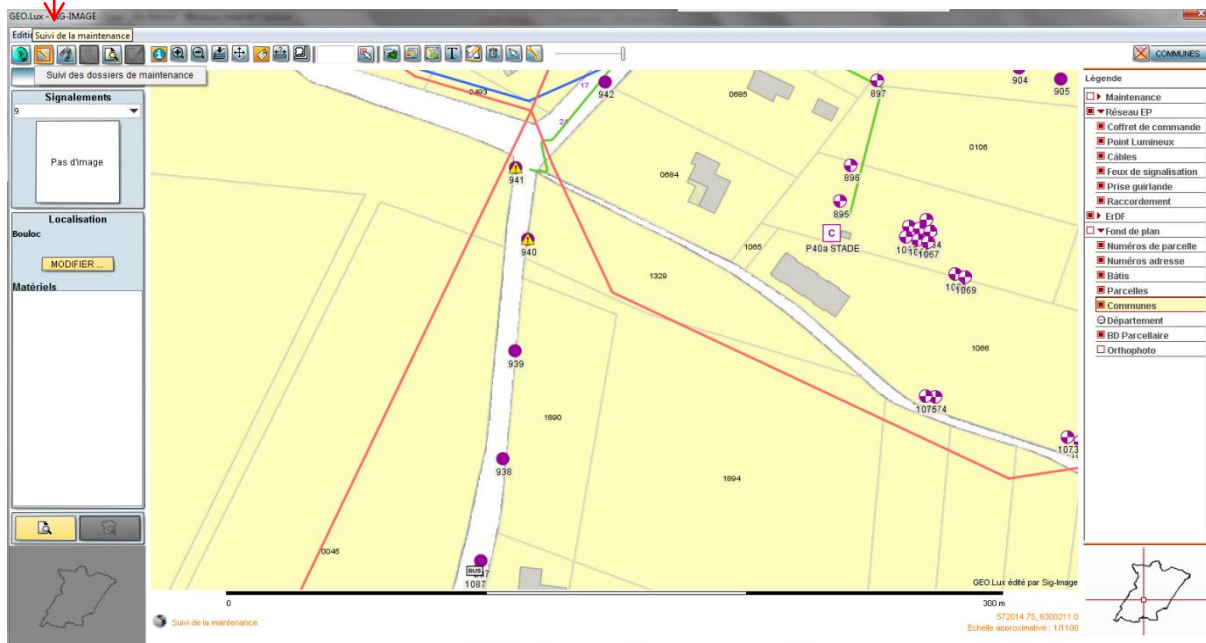 GEO.Lux - SIG-IMAGE
Suivi de la maintenance
Suivi des dossiers de maintenance
COMMUNES
Signalements
9
Pas d'image
Localisation
Bouloc
MODIFIER ...
Matériels
Légende
Maintenance
Réseau EP
Coffret de commande
Point Lumineux
Câbles
Feux de signalisation
Prise guirlande
Raccordement
ErDF
Fond de plan
Numéros de parcelle
Numéros adresse
Bâtis
Parcelles
Communes
Département
BD Parcellaire
Orthophoto
0493
17
942
0685
897
904
905
24
0106
941
0684
896
895
C
P40a STADE
1065
1067
940
1329
1069
939
1066
1890
107574
938
1073
1894
0046
BUS
1087
GEO.Lux édité par Sig-Image
0
300 m
Suivi de la maintenance
572014.75, 6300211.0
Echelle approximative : 1/1100